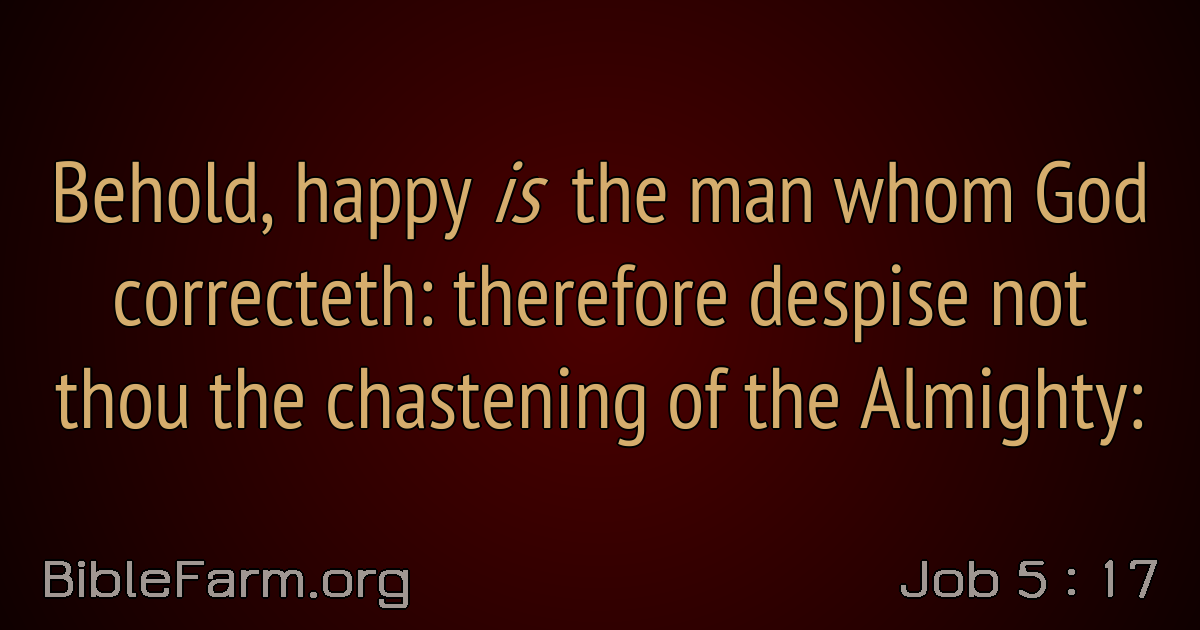 Behold, happy is the man whom God
correcteth: therefore despise not
thou the chastening of the Almighty:
BibleFarm.org
Job 5 : 17